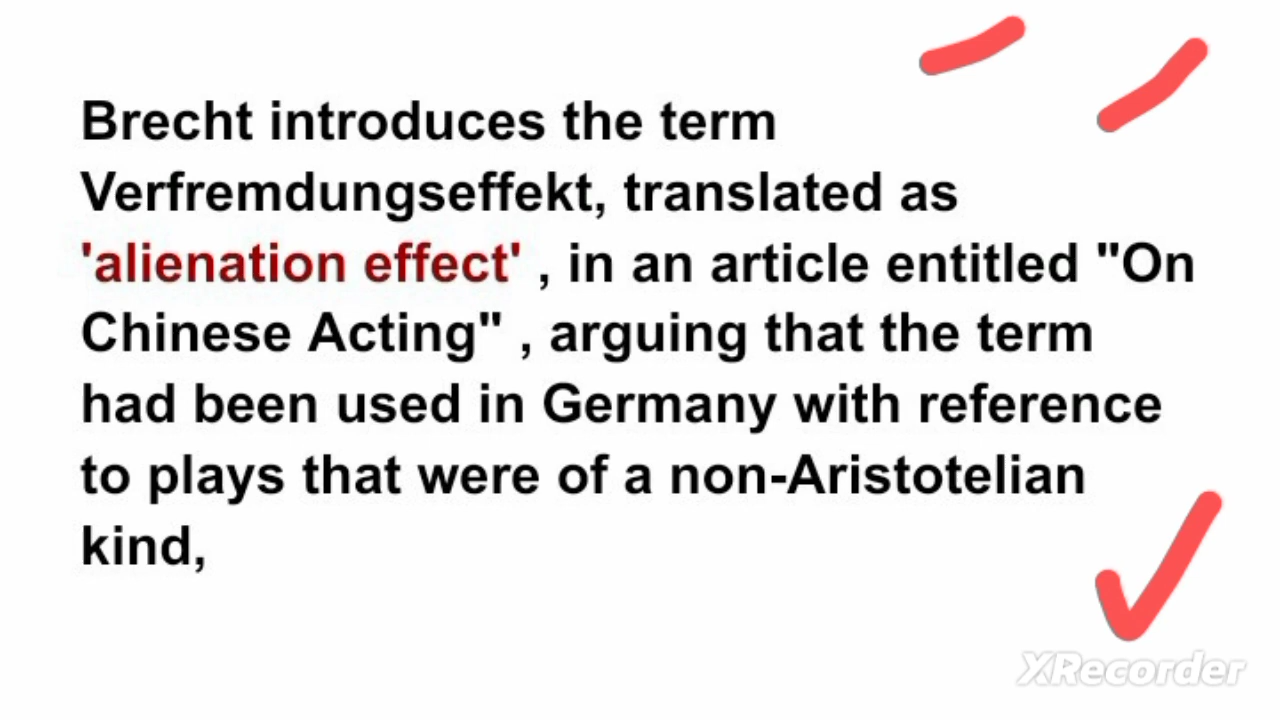 Brecht introduces the term
Verfremdungseffekt, translated as
'alienation effect' , in an article entitled "On
Chinese Acting" , arguing that the term
had been used in Germany with reference
to plays that were of a non-Aristotelian
kind,
XRecorder